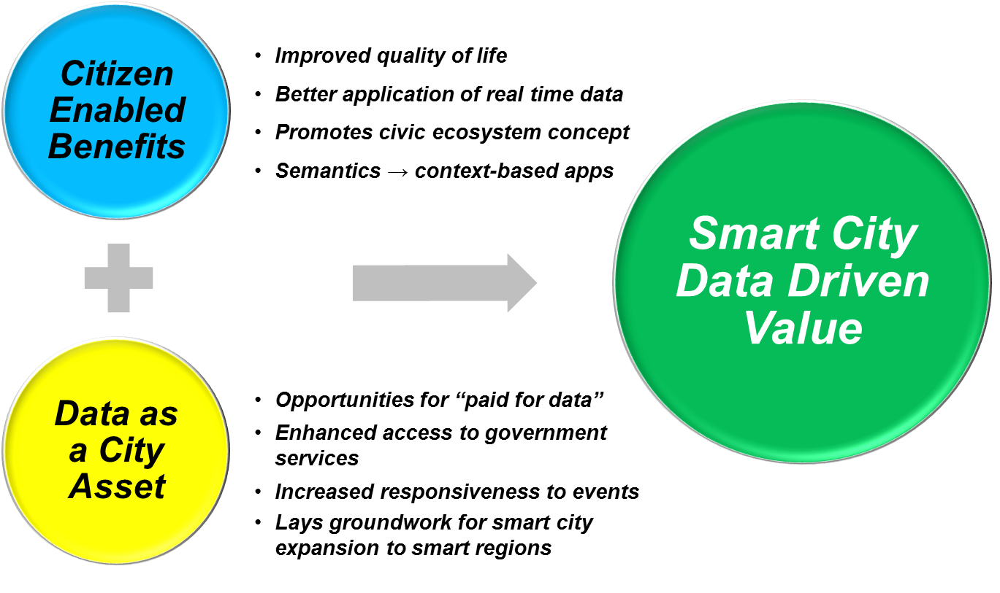 Citizen
Enabled
Benefits
• Improved quality of life
• Better application of real time data
• Promotes civic ecosystem concept
• Semantics → context-based apps
Smart City
Data Driven
Value
Data as
a City
Asset
• Opportunities for “paid for data”
• Enhanced access to government
services
• Increased responsiveness to events
• Lays groundwork for smart city
expansion to smart regions